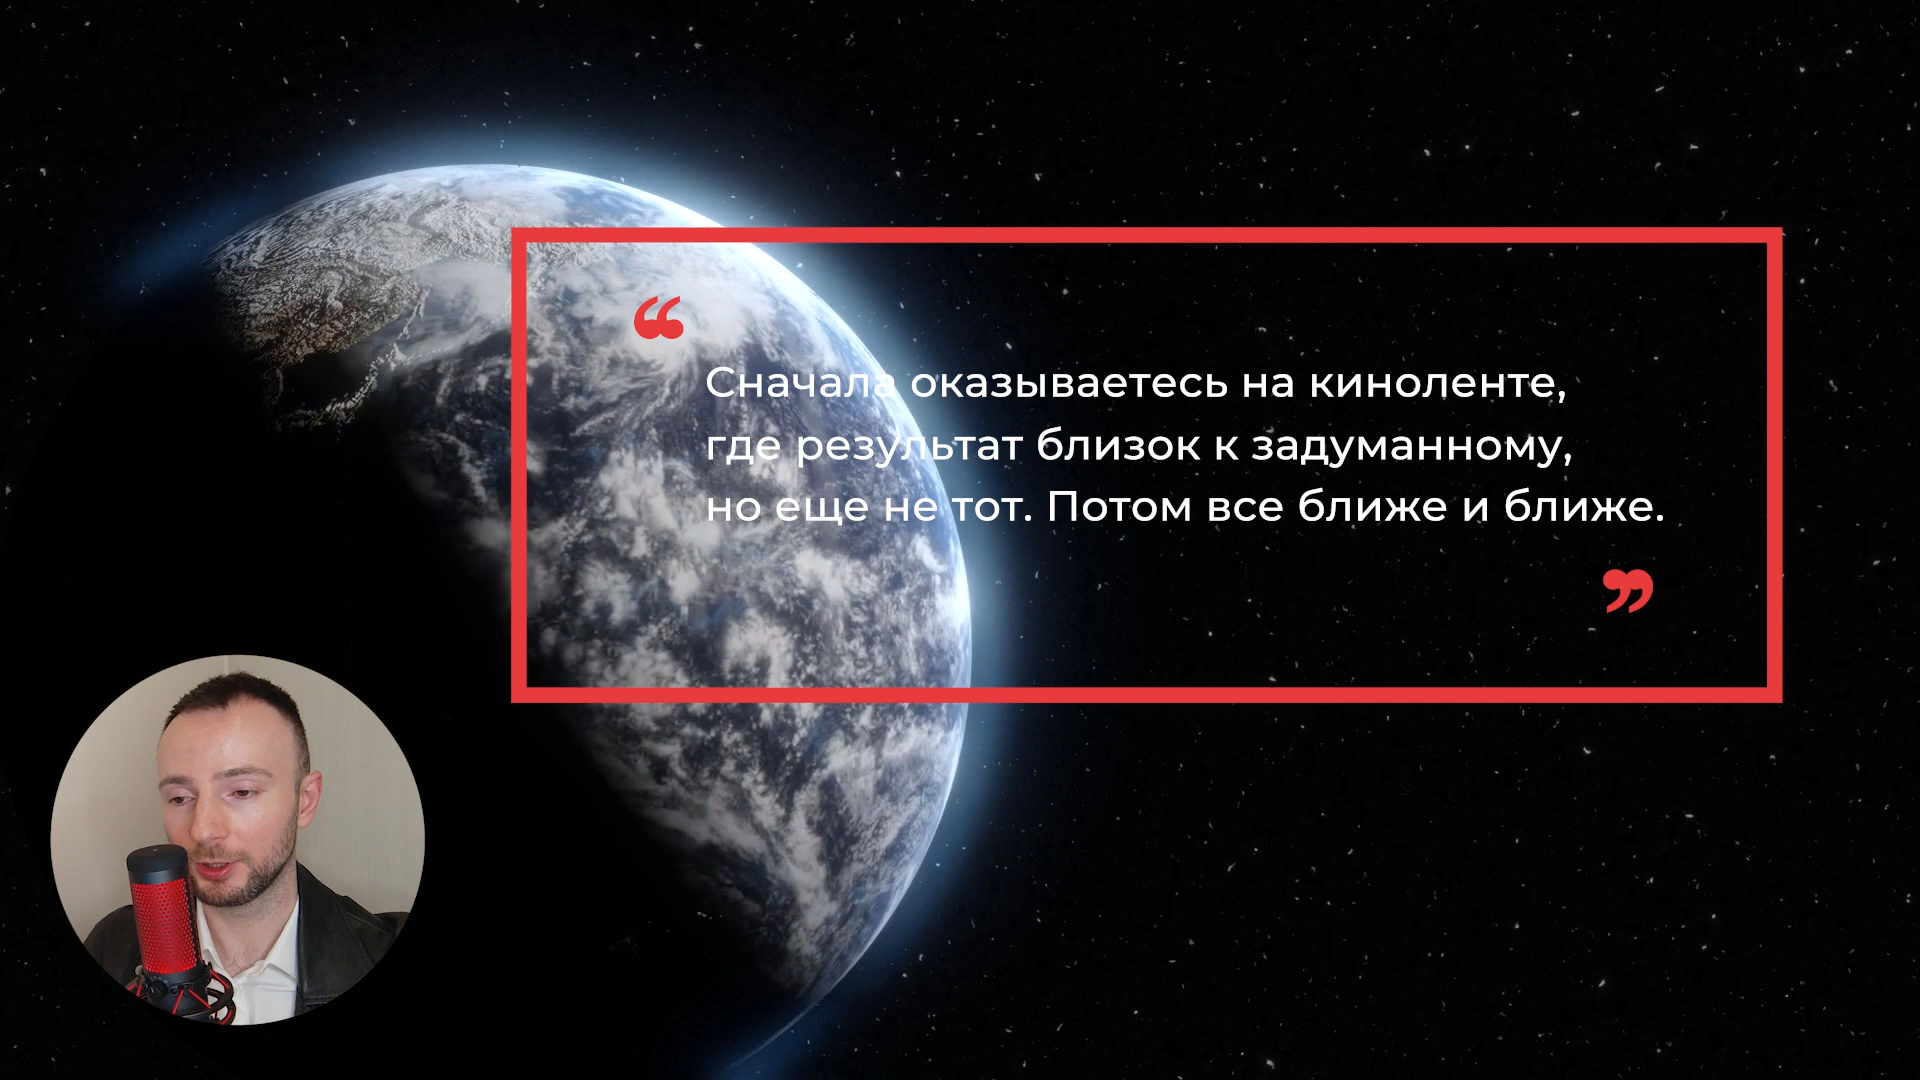 “
Сначала оказываетесь на киноленте,
где результат близок к задуманному,
но еще не тот. Потом все ближе и ближе.
”